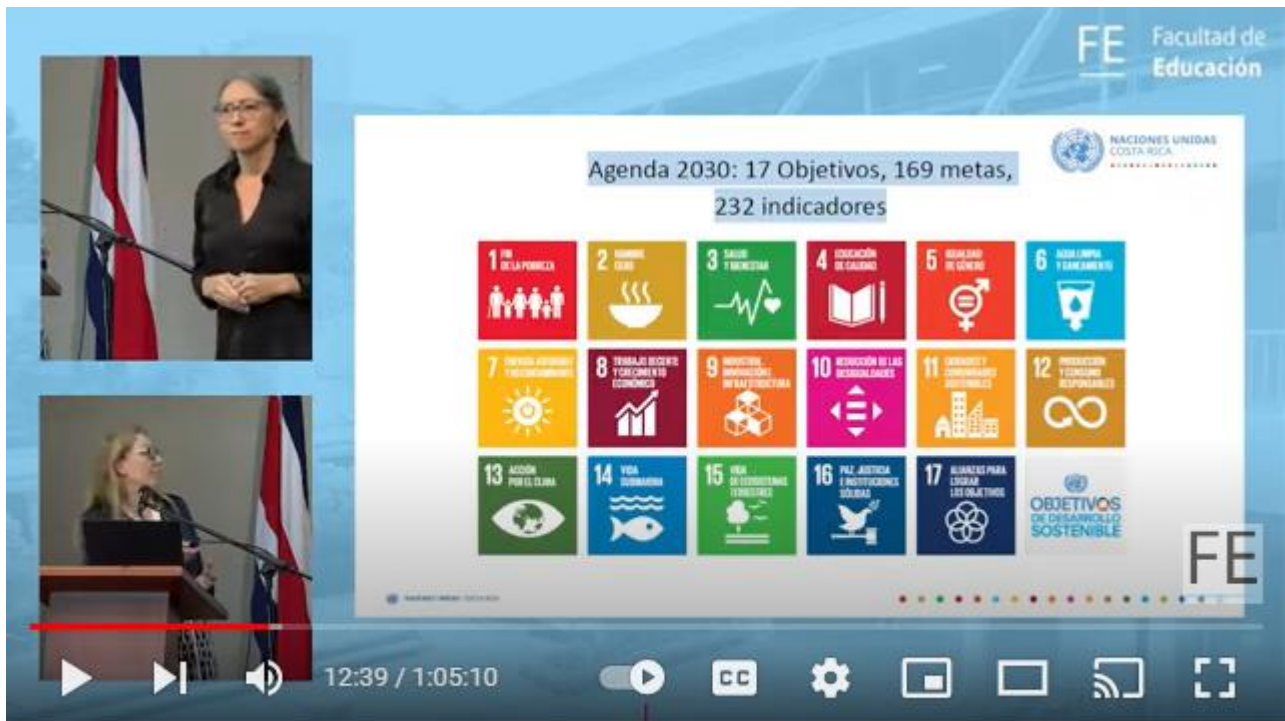 FE Facultad de
Educación
NACIONES UNIDAS
COSTA RICA
Agenda 2030: 17 Objetivos, 169 metas,
232 indicadores
1 FIN
DE LA POBREZA
2 HAMBRE
CERO
3 SALUD
Y BIENESTAR
4 EDUCACIÓN
DE CALIDAD
5 IGUALDAD
DE GÉNERO
6 AGUA LIMPIA
Y SANEAMIENTO
7 ENERGÍA ASEQUIBLE
Y NO CONTAMINANTE
8 TRABAJO DECENTE
Y CRECIMIENTO
ECONÓMICO
9 INDUSTRIA,
INNOVACIÓN E
INFRAESTRUCTURA
10 REDUCCIÓN DE LAS
DESIGUALDADES
11 CIUDADES Y
COMUNIDADES
SOSTENIBLES
12 PRODUCCIÓN
Y CONSUMO
RESPONSABLES
13 ACCIÓN
POR EL CLIMA
14 VIDA
SUBMARINA
15 VIDA
DE ECOSISTEMAS
TERRESTRES
16 PAZ, JUSTICIA
E INSTITUCIONES
SÓLIDAS
17 ALIANZAS PARA
LOGRAR
LOS OBJETIVOS
OBJETIVOS
DE DESARROLLO
SOSTENIBLE
FE
NACIONES UNIDAS COSTA RICA
12:39 / 1:05:10
CC